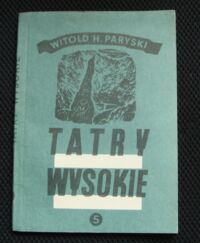 WITOLD H. PARYSKI
TATRY
WYSOKIE
5